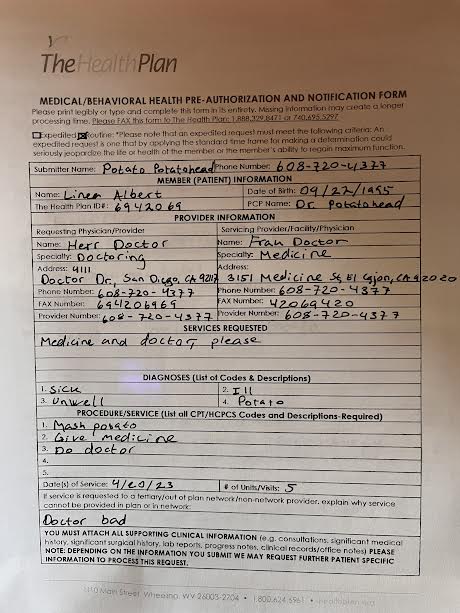 The Health Plan
MEDICAL/BEHAVIORAL HEALTH PRE-AUTHORIZATION AND NOTIFICATION FORM
Please print legibly or type and complete this form in its entirety. Missing information may create a longer
processing time. Please FAX this form to The Health Plan: 1.888.329.8471 or 740.695.5297
Expedited Routine: *Please note that an expedited request must meet the following criteria: An
expedited request is one that by applying the standard time frame for making a determination could
seriously jeopardize the life or health of the member or the member's ability to regain maximum function.
Submitter Name: Potato Potatohead Phone Number: 608-720-4377
MEMBER (PATIENT) INFORMATION
Name: Linen Albert Date of Birth: 09/22/1955
The Health Plan ID#: 6942069 PCP Name: Dr. Potatohead
PROVIDER INFORMATION
Requesting Physician/Provider Servicing Provider/Facility/Physician
Name: Herr Doctor Name: Frau Doctor
Specialty: Doctoring Specialty: Medicine
Address: 4111 Address:
Doctor Dr, San Diego, CA 92117 3151 Medicine St, El Cajon, CA 92020
Phone Number: 608-720-4377 Phone Number: 608-720-4377
FAX Number: 694206969 FAX Number: 42069420
Provider Number: 608-720-4377 Provider Number: 608-720-4377
SERVICES REQUESTED
Medicine and doctor please
DIAGNOSES (List of Codes & Descriptions)
1. Sick 2. Ill
3. Unwell 4. Potato
PROCEDURE/SERVICE (List all CPT/HCPCS Codes and Descriptions-Required)
1. Mash potato
2. Give medicine
3. Do doctor
4.
5.
Date(s) of Service: 4/20/23 # of Units/Visits: 5
If service is requested to a tertiary/out of plan network/non-network provider, explain why service
cannot be provided in plan or in network:
Doctor bad
YOU MUST ATTACH ALL SUPPORTING CLINICAL INFORMATION (e.g. consultations, significant medical
history, significant surgical history, lab reports, progress notes, clinical records/office notes) PLEASE
NOTE: DEPENDING ON THE INFORMATION YOU SUBMIT WE MAY REQUEST FURTHER PATIENT SPECIFIC
INFORMATION TO PROCESS THIS REQUEST.
1110 Main Street Wheeling, WV 26003-2704 • 1.800.624.6961 • healthplan.org